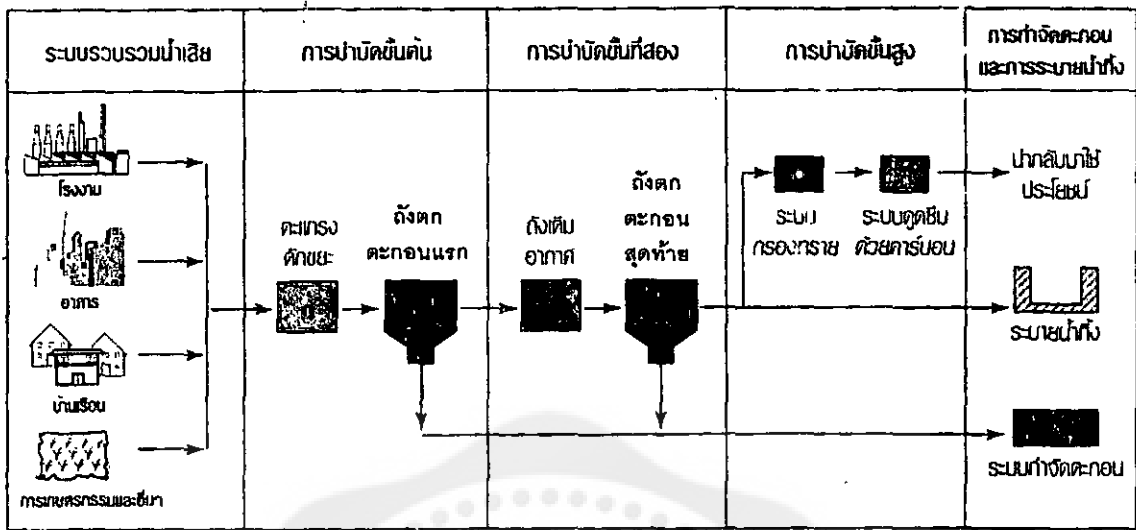 ระบบรวบรวมน้ำเสีย
การบำบัดขั้นต้น
การบำบัดขั้นที่สอง
การบำบัดขั้นสูง
การกำจัดตะกอน
และการระบายน้ำทิ้ง
โรงงาน
อาคาร
บ้านเรือน
การเกษตรกรรมและอื่นๆ
ตะแกรง
ดักขยะ
ถังตก
ตะกอนแรก
ถังเติม
อากาศ
ถังตก
ตะกอน
สุดท้าย
ระบบ
กรองทราย
ระบบดูดซึม
ด้วยคาร์บอน
นำกลับมาใช้
ประโยชน์
ระบายน้ำทิ้ง
ระบบกำจัดตะกอน